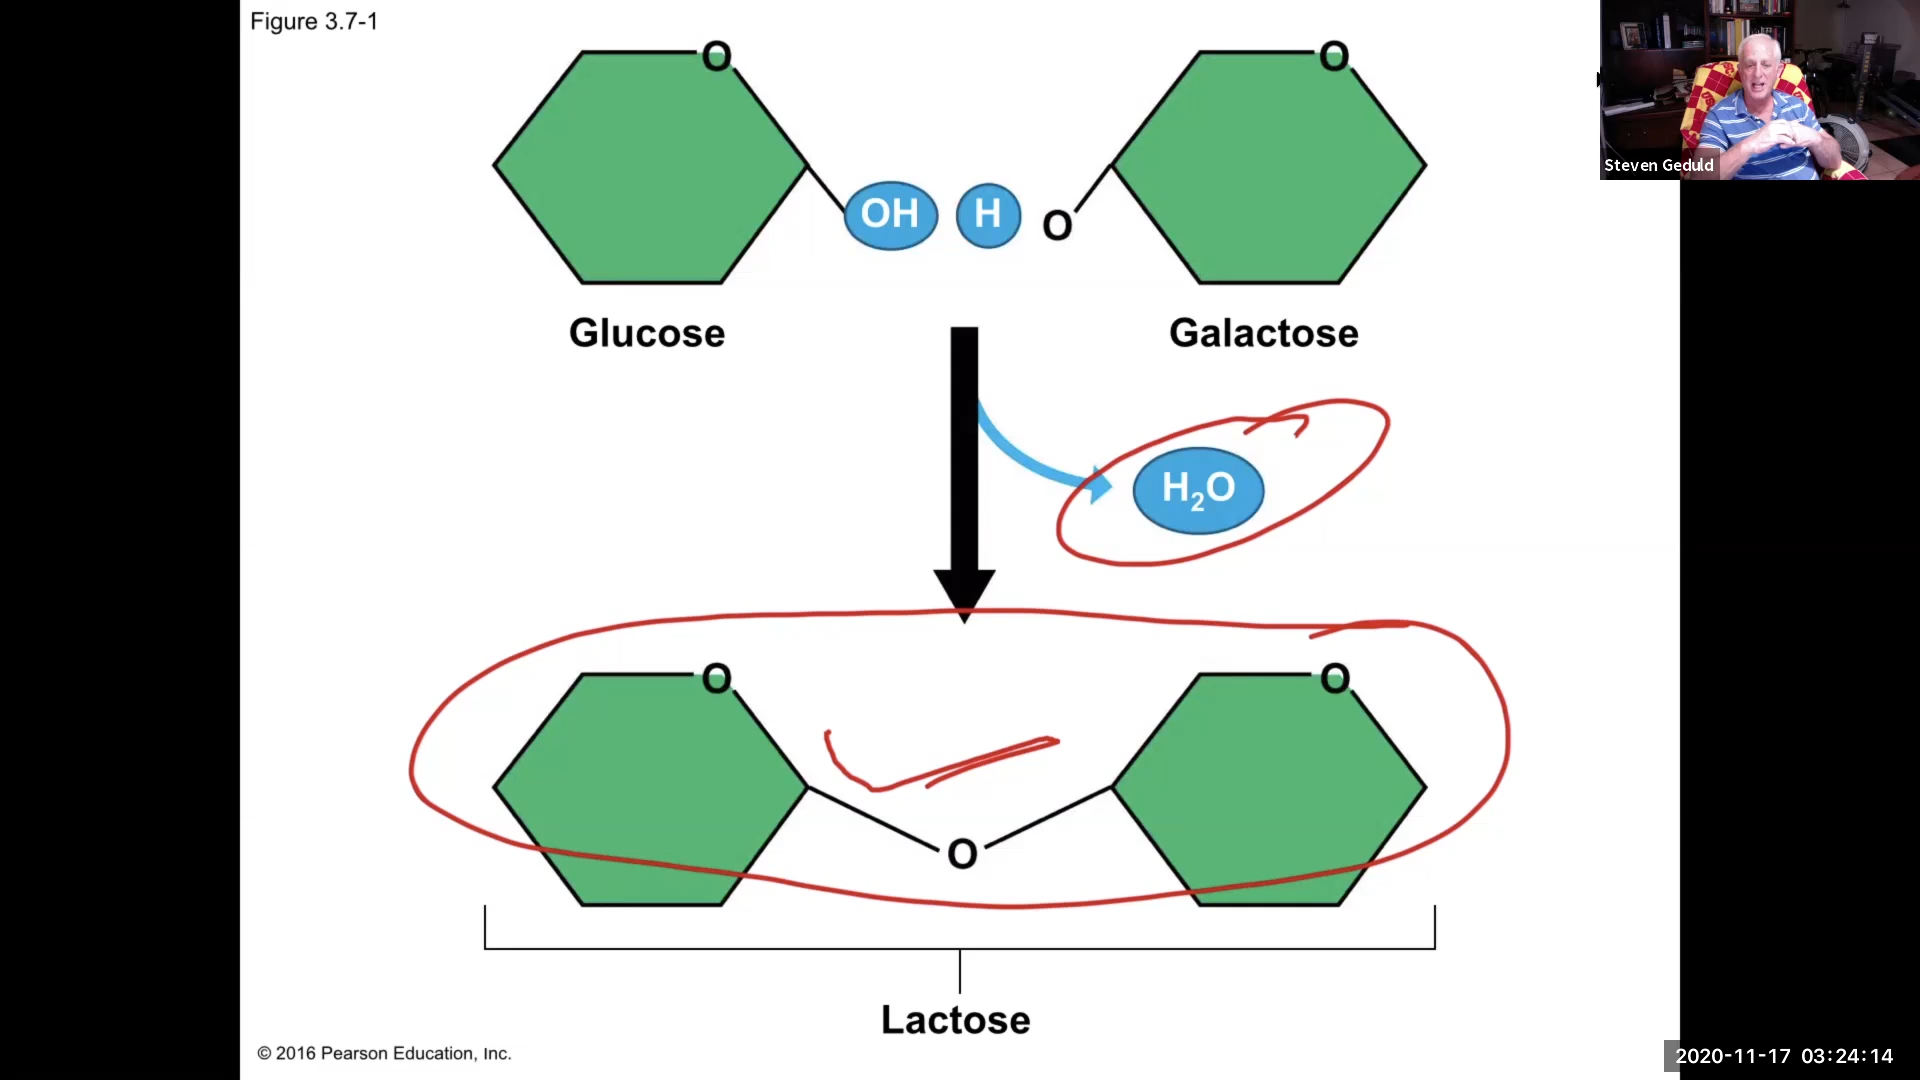 Figure 3.7-1
O
O
OH H O
Glucose
Galactose
H₂O
O
O
O
Lactose
© 2016 Pearson Education, Inc.
Steven Geduld
2020-11-17 03:24:14